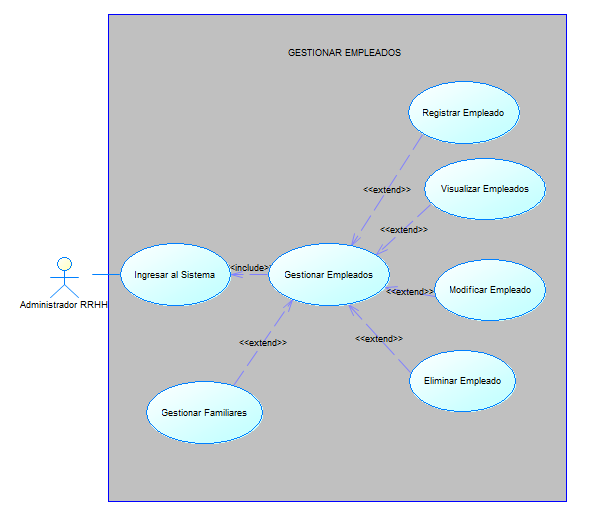 GESTIONAR EMPLEADOS
Registrar Empleado
<<extend>>
Visualizar Empleados
<<extend>>
Ingresar al Sistema
<include>
Gestionar Empleados
Modificar Empleado
<<extend>>
Administrador RRHH
<<extend>>
<<extend>>
Eliminar Empleado
Gestionar Familiares